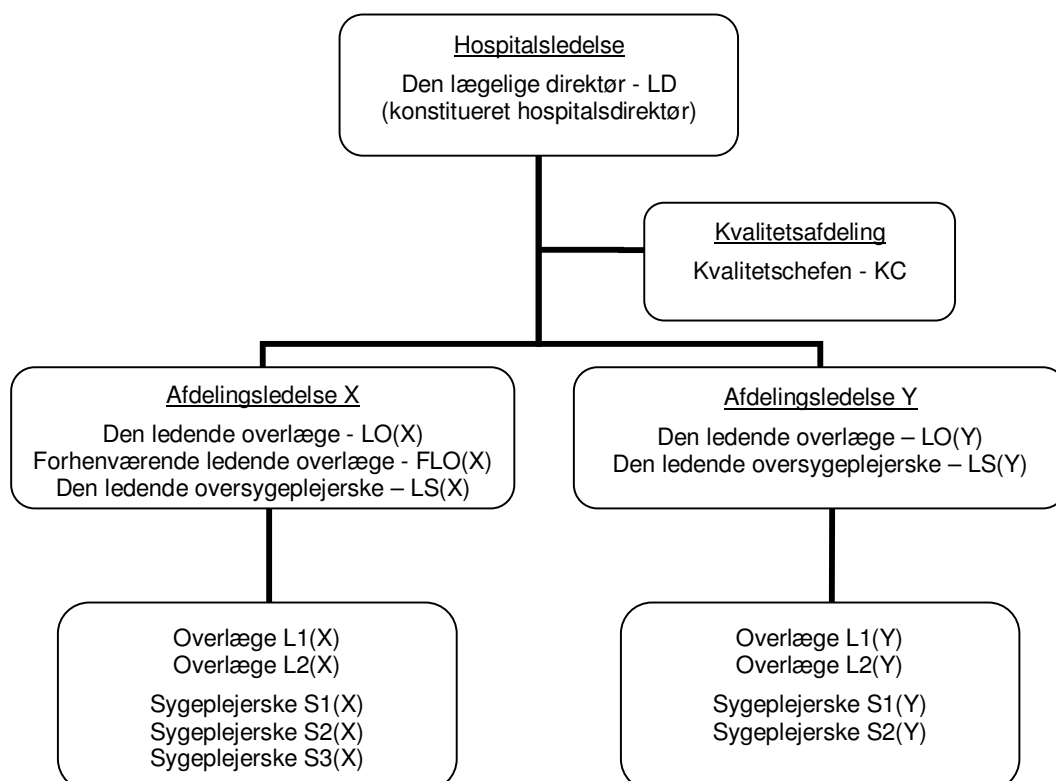 Hospitalsledelse
Den lægelige direktør - LD
(konstitueret hospitalsdirektør)
Kvalitetsafdeling
Kvalitetschefen - KC
Afdelingsledelse X
Den ledende overlæge - LO(X)
Forhenværende ledende overlæge - FLO(X)
Den ledende oversygeplejerske – LS(X)
Afdelingsledelse Y
Den ledende overlæge – LO(Y)
Den ledende oversygeplejerske – LS(Y)
Overlæge L1(X)
Overlæge L2(X)
Sygeplejerske S1(X)
Sygeplejerske S2(X)
Sygeplejerske S3(X)
Overlæge L1(Y)
Overlæge L2(Y)
Sygeplejerske S1(Y)
Sygeplejerske S2(Y)